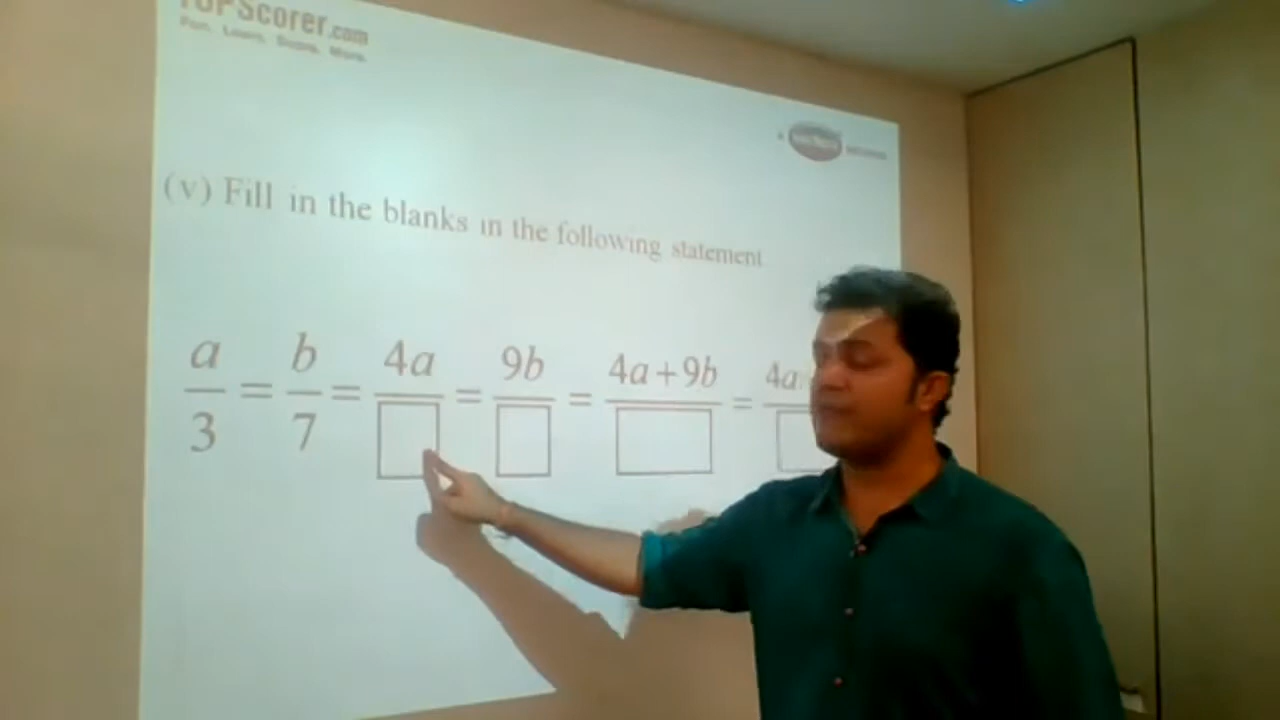 TOPScorer.com
Fun. Learn. Score. More.
(v) Fill in the blanks in the following statement
a/3 = b/7 = 4a/□ = 9b/□ = 4a+9b/□ = 4a